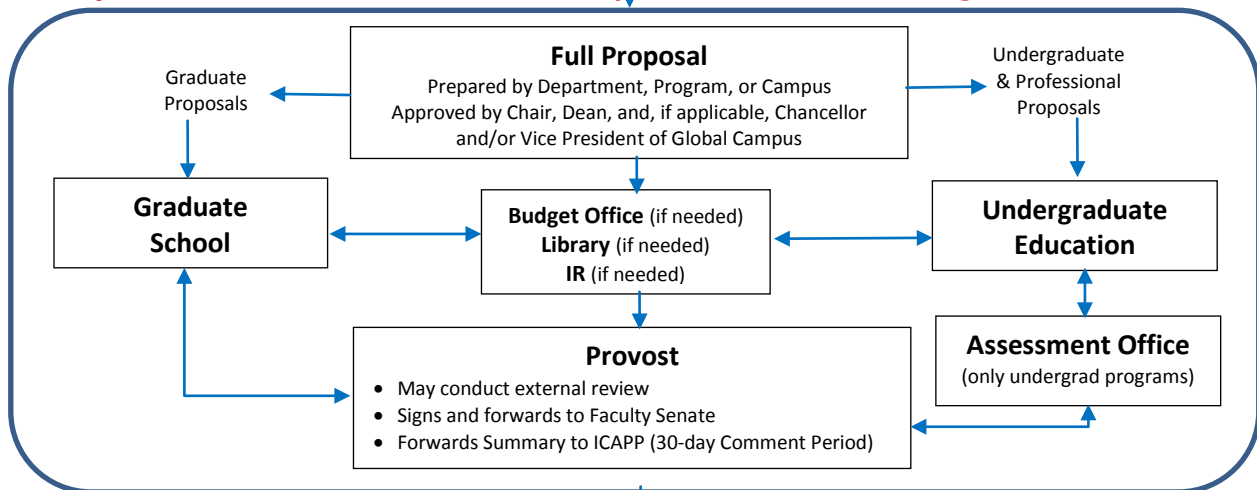 Full Proposal
Prepared by Department, Program, or Campus
Approved by Chair, Dean, and, if applicable, Chancellor
and/or Vice President of Global Campus
Graduate
Proposals
Undergraduate
& Professional
Proposals
Graduate
School
Budget Office (if needed)
Library (if needed)
IR (if needed)
Undergraduate
Education
Provost
• May conduct external review
• Signs and forwards to Faculty Senate
• Forwards Summary to ICAPP (30-day Comment Period)
Assessment Office
(only undergrad programs)